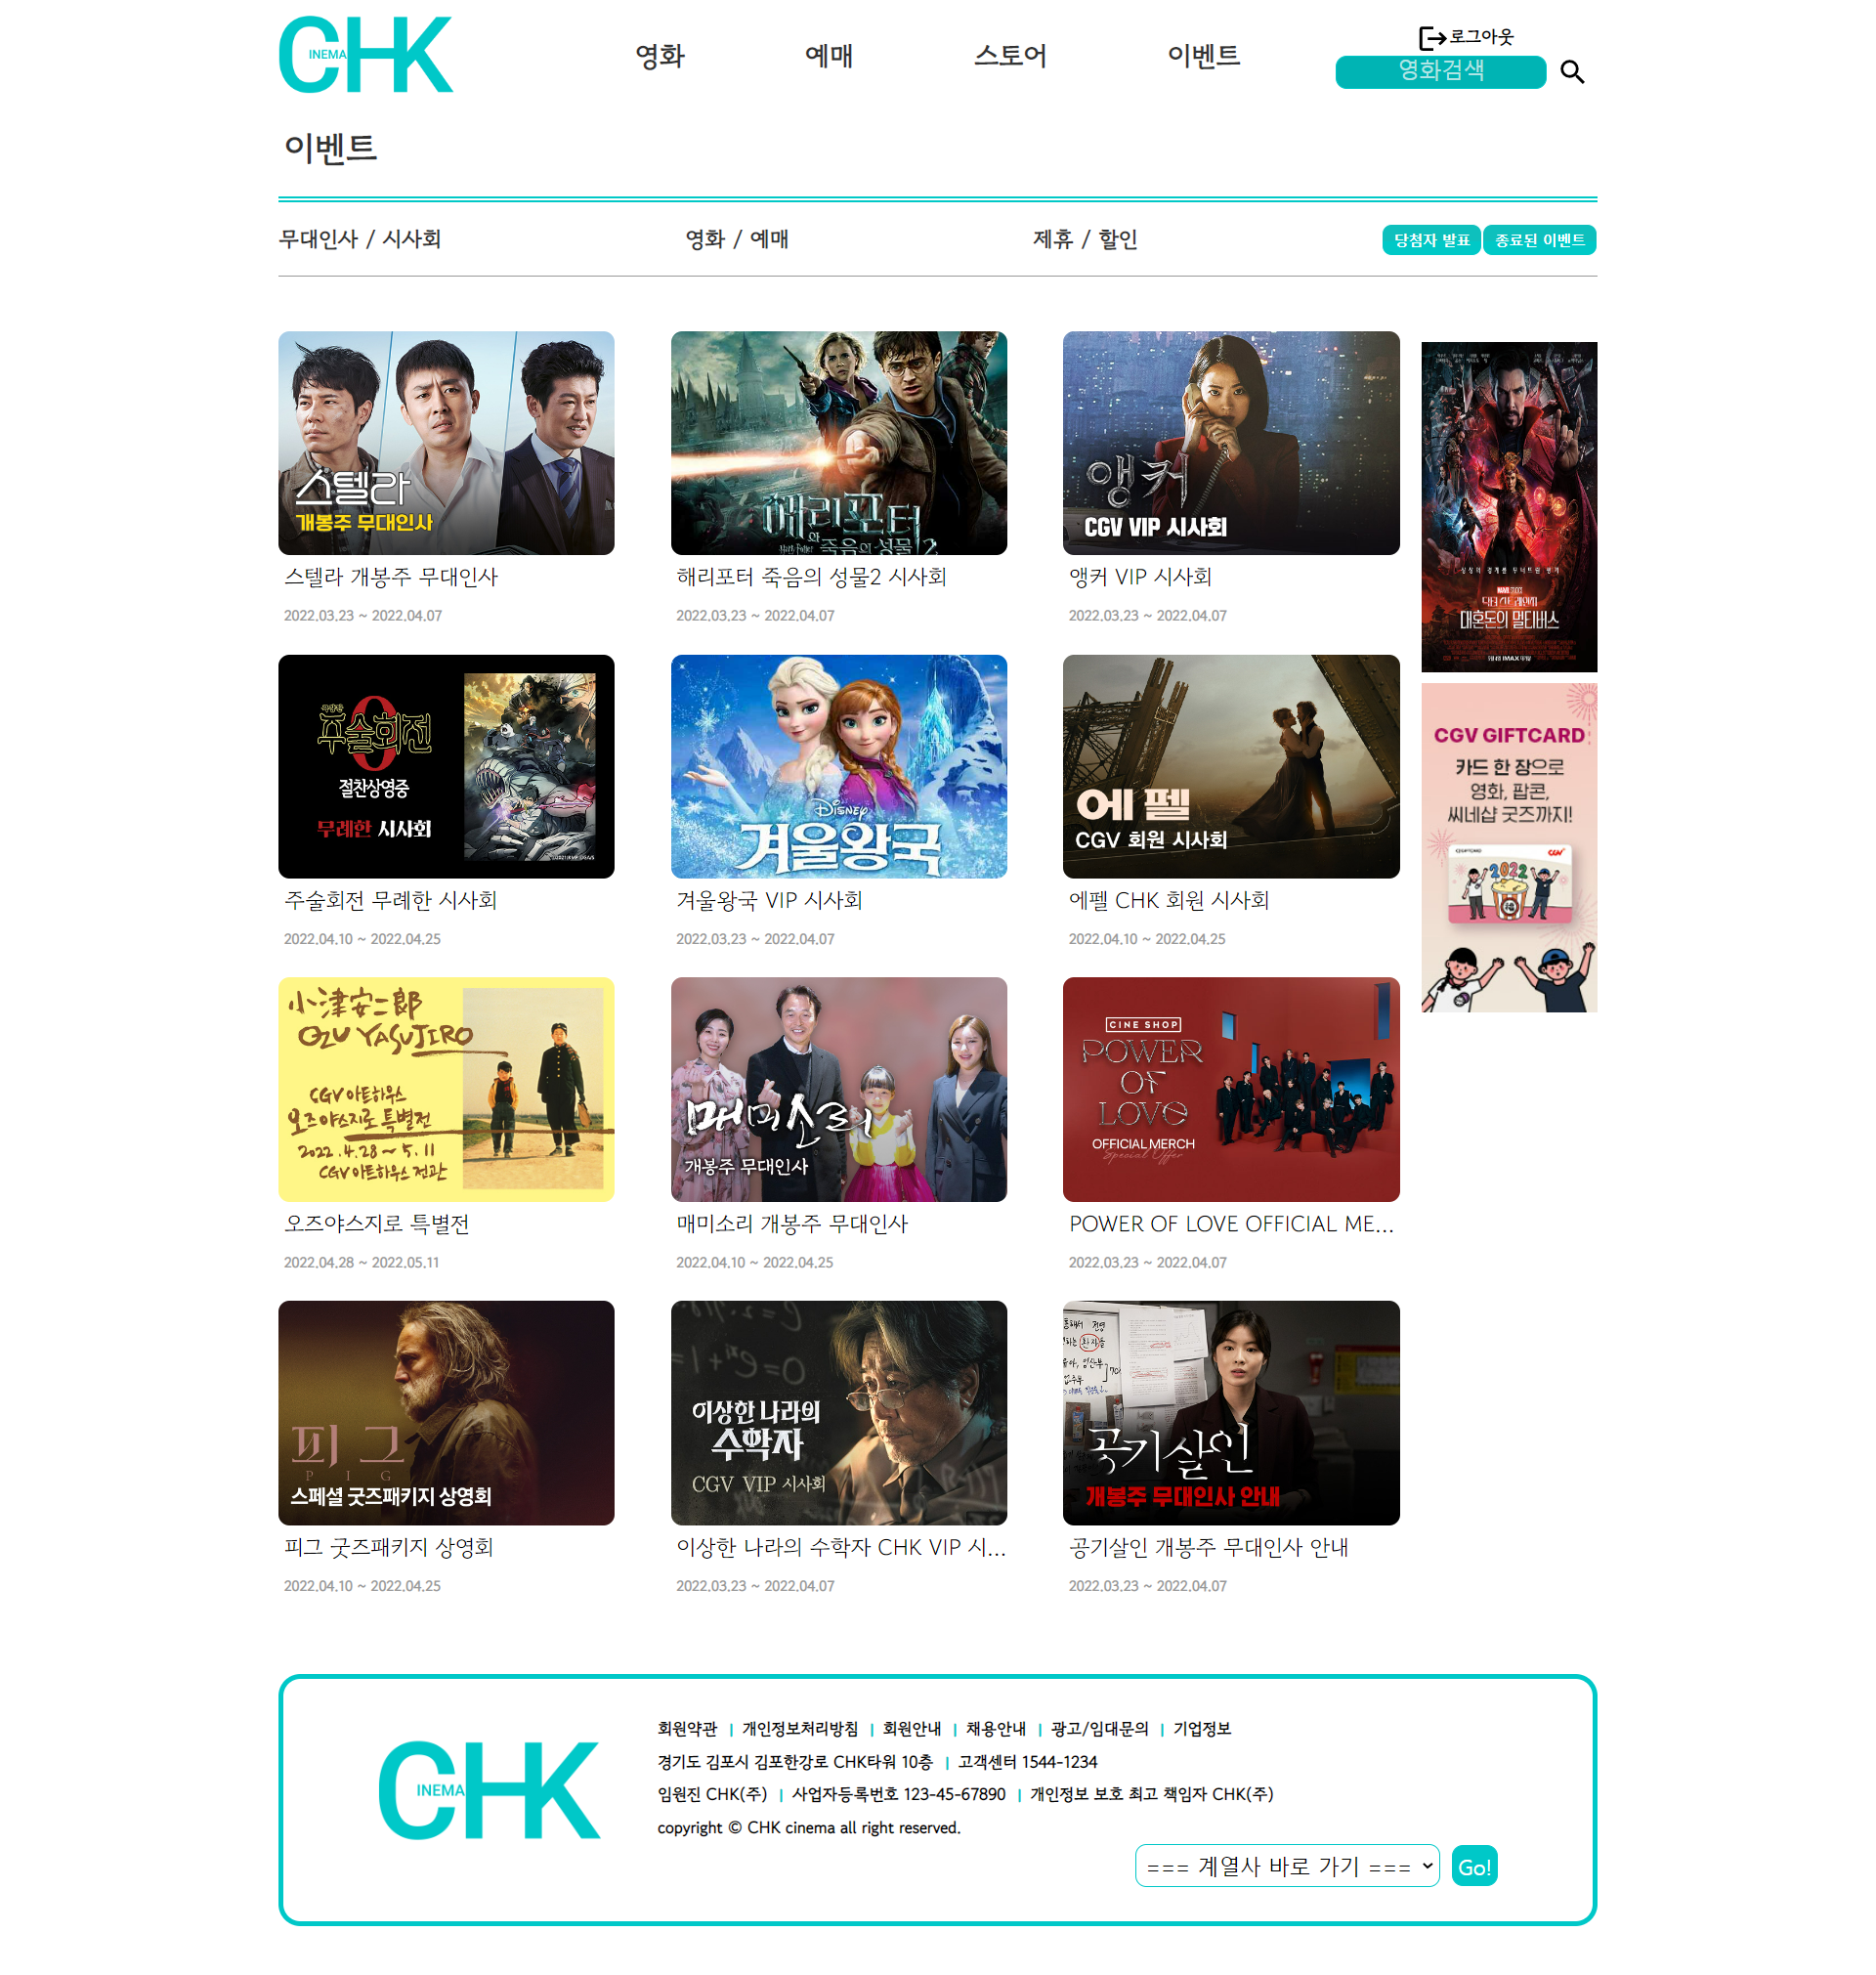 CHK
INEMA
영화
예매
스토어
이벤트
로그아웃
영화검색
이벤트
무대인사 / 시사회
영화 / 예매
제휴 / 할인
당첨자 발표
종료된 이벤트
스텔라
개봉주 무대인사
스텔라 개봉주 무대인사
2022.03.23 ~ 2022.04.07
해리포터
와
죽음의 성물2
해리포터 죽음의 성물2 시사회
2022.03.23 ~ 2022.04.07
앵커
CGV VIP 시사회
앵커 VIP 시사회
2022.03.23 ~ 2022.04.07
MARVEL STUDIOS
닥터 스트레인지
대혼돈의 멀티버스
주술회전
0
절찬상영중
무례한 시사회
주술회전 무례한 시사회
2022.04.10 ~ 2022.04.25
DISNEY
겨울왕국
겨울왕국 VIP 시사회
2022.03.23 ~ 2022.04.07
에펠
CGV 회원 시사회
에펠 CHK 회원 시사회
2022.04.10 ~ 2022.04.25
CGV GIFTCARD
카드 한 장으로
영화, 팝콘,
씨네샵 굿즈까지!
CGV
2022
小津安二郎
OZU YASUJIRO
CGV 아트하우스
오즈 야스지로 특별전
2022.4.28 ~ 5.11
CGV 아트하우스 전관
오즈야스지로 특별전
2022.04.28 ~ 2022.05.11
매미소리
개봉주 무대인사
매미소리 개봉주 무대인사
2022.04.10 ~ 2022.04.25
CINE SHOP
POWER
OF
LOVE
OFFICIAL MERCH
Special Offer
POWER OF LOVE OFFICIAL ME...
2022.03.23 ~ 2022.04.07
피그
PIG
스페셜 굿즈패키지 상영회
피그 굿즈패키지 상영회
2022.04.10 ~ 2022.04.25
이상한 나라의
수학자
CGV VIP 시사회
이상한 나라의 수학자 CHK VIP 시...
2022.03.23 ~ 2022.04.07
공기살인
개봉주 무대인사 안내
공기살인 개봉주 무대인사 안내
2022.03.23 ~ 2022.04.07
CHK
INEMA
회원약관 | 개인정보처리방침 | 회원안내 | 채용안내 | 광고/임대문의 | 기업정보
경기도 김포시 김포한강로 CHK타워 10층 | 고객센터 1544-1234
임원진 CHK(주) | 사업자등록번호 123-45-67890 | 개인정보 보호 최고 책임자 CHK(주)
copyright © CHK cinema all right reserved.
=== 계열사 바로 가기 ===
Go!